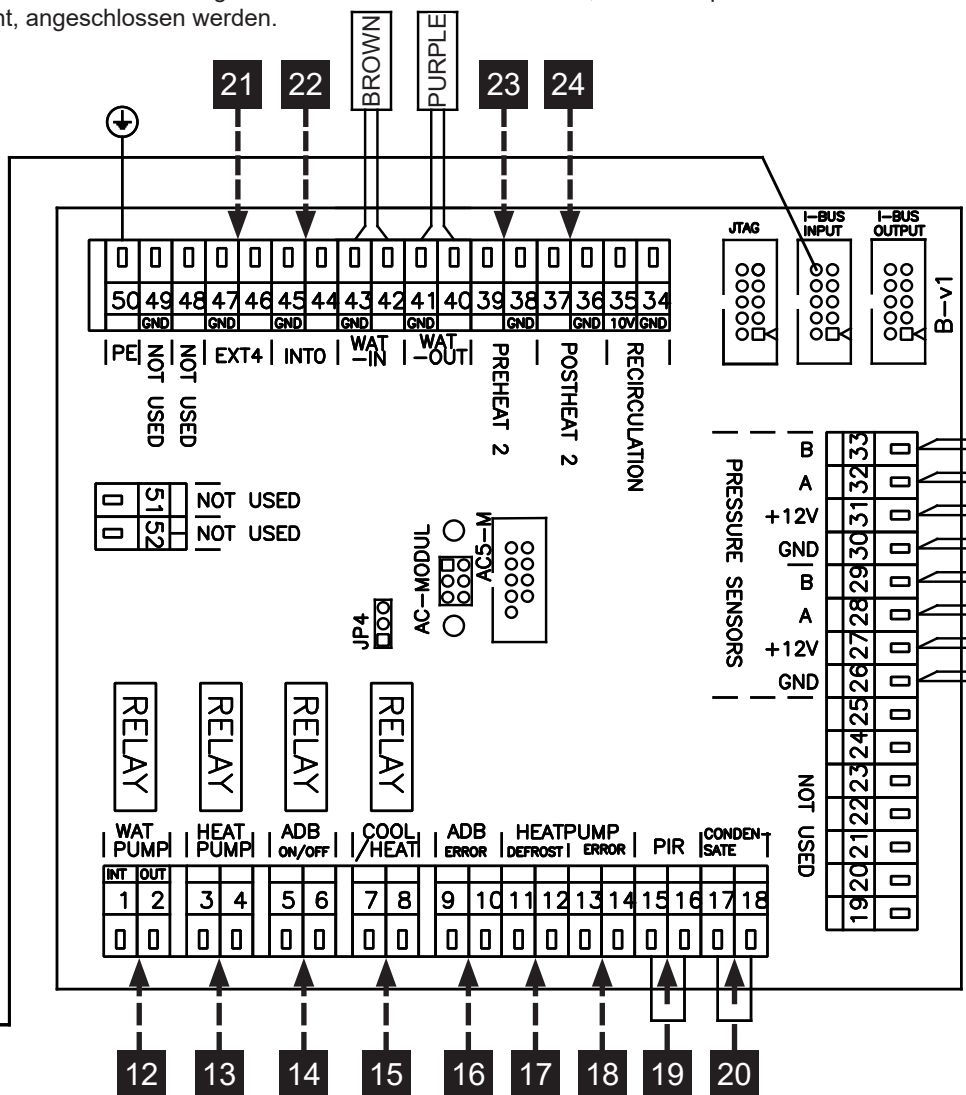 nt, angeschlossen werden.
BROWN
PURPLE
21 22 23 24
JTAG
I-BUS INPUT
I-BUS OUTPUT
B-v1
50 49 48 47 46 45 44 43 42 41 40 39 38 37 36 35 34
GND GND GND GND GND GND GND 10V GND
PE
NOT USED
NOT USED
EXT4
INTO
WAT -IN
WAT -OUT
PREHEAT 2
POSTHEAT 2
RECIRCULATION
51 NOT USED
52 NOT USED
JP4
AC-MODUL
AC5-M
PRESSURE SENSORS
B 33
A 32
+12V 31
GND 30
B 29
A 28
+12V 27
GND 26
25
24
23
22
21
20
19
NOT USED
RELAY RELAY RELAY RELAY
WAT PUMP
HEAT PUMP
ADB ON/OFF
COOL /HEAT
ADB ERROR
HEATPUMP
DEFROST ERROR
PIR
CONDEN-
SATE
INT OUT
1 2 3 4 5 6 7 8 9 10 11 12 13 14 15 16 17 18
12 13 14 15 16 17 18 19 20